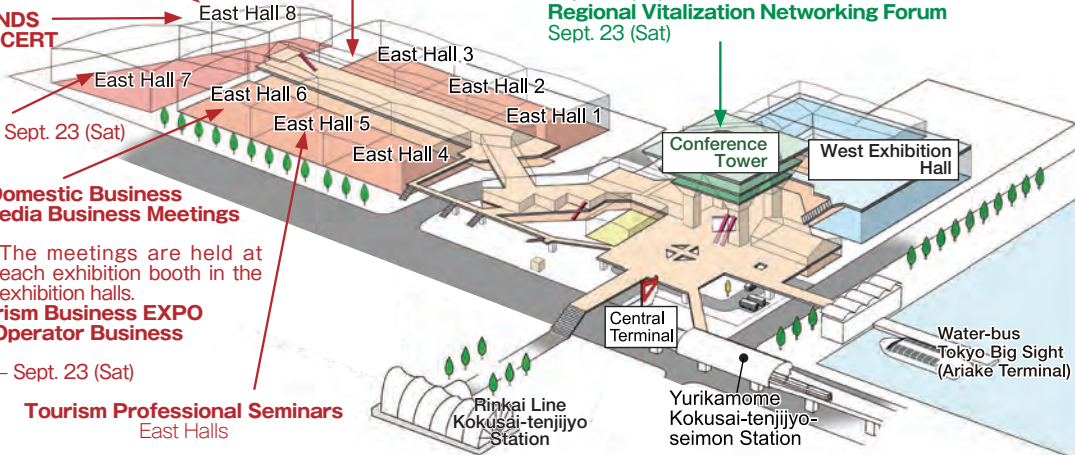 East Hall 8
NDS
CERT
Regional Vitalization Networking Forum
Sept. 23 (Sat)
East Hall 3
East Hall 7
East Hall 2
East Hall 6
East Hall 1
Sept. 23 (Sat)
East Hall 5
East Hall 4
Conference
Tower
West Exhibition
Hall
Domestic Business
edia Business Meetings
The meetings are held at
each exhibition booth in the
exhibition halls.
rism Business EXPO
Operator Business
– Sept. 23 (Sat)
Central
Terminal
Water-bus
Tokyo Big Sight
(Ariake Terminal)
Tourism Professional Seminars
East Halls
Rinkai Line
Kokusai-tenjijyo
Station
Yurikamome
Kokusai-tenjijyo-
seimon Station